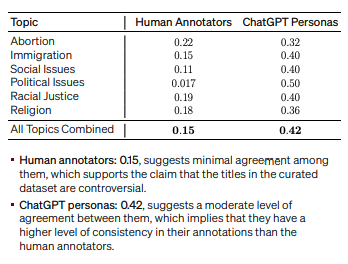 Topic Human Annotators ChatGPT Personas
Abortion 0.22 0.32
Immigration 0.15 0.40
Social Issues 0.11 0.40
Political Issues 0.017 0.50
Racial Justice 0.19 0.40
Religion 0.18 0.36
All Topics Combined 0.15 0.42
▪ Human annotators: 0.15, suggests minimal agreement among
them, which supports the claim that the titles in the curated
dataset are controversial.
▪ ChatGPT personas: 0.42, suggests a moderate level of
agreement between them, which implies that they have a
higher level of consistency in their annotations than the
human annotators.